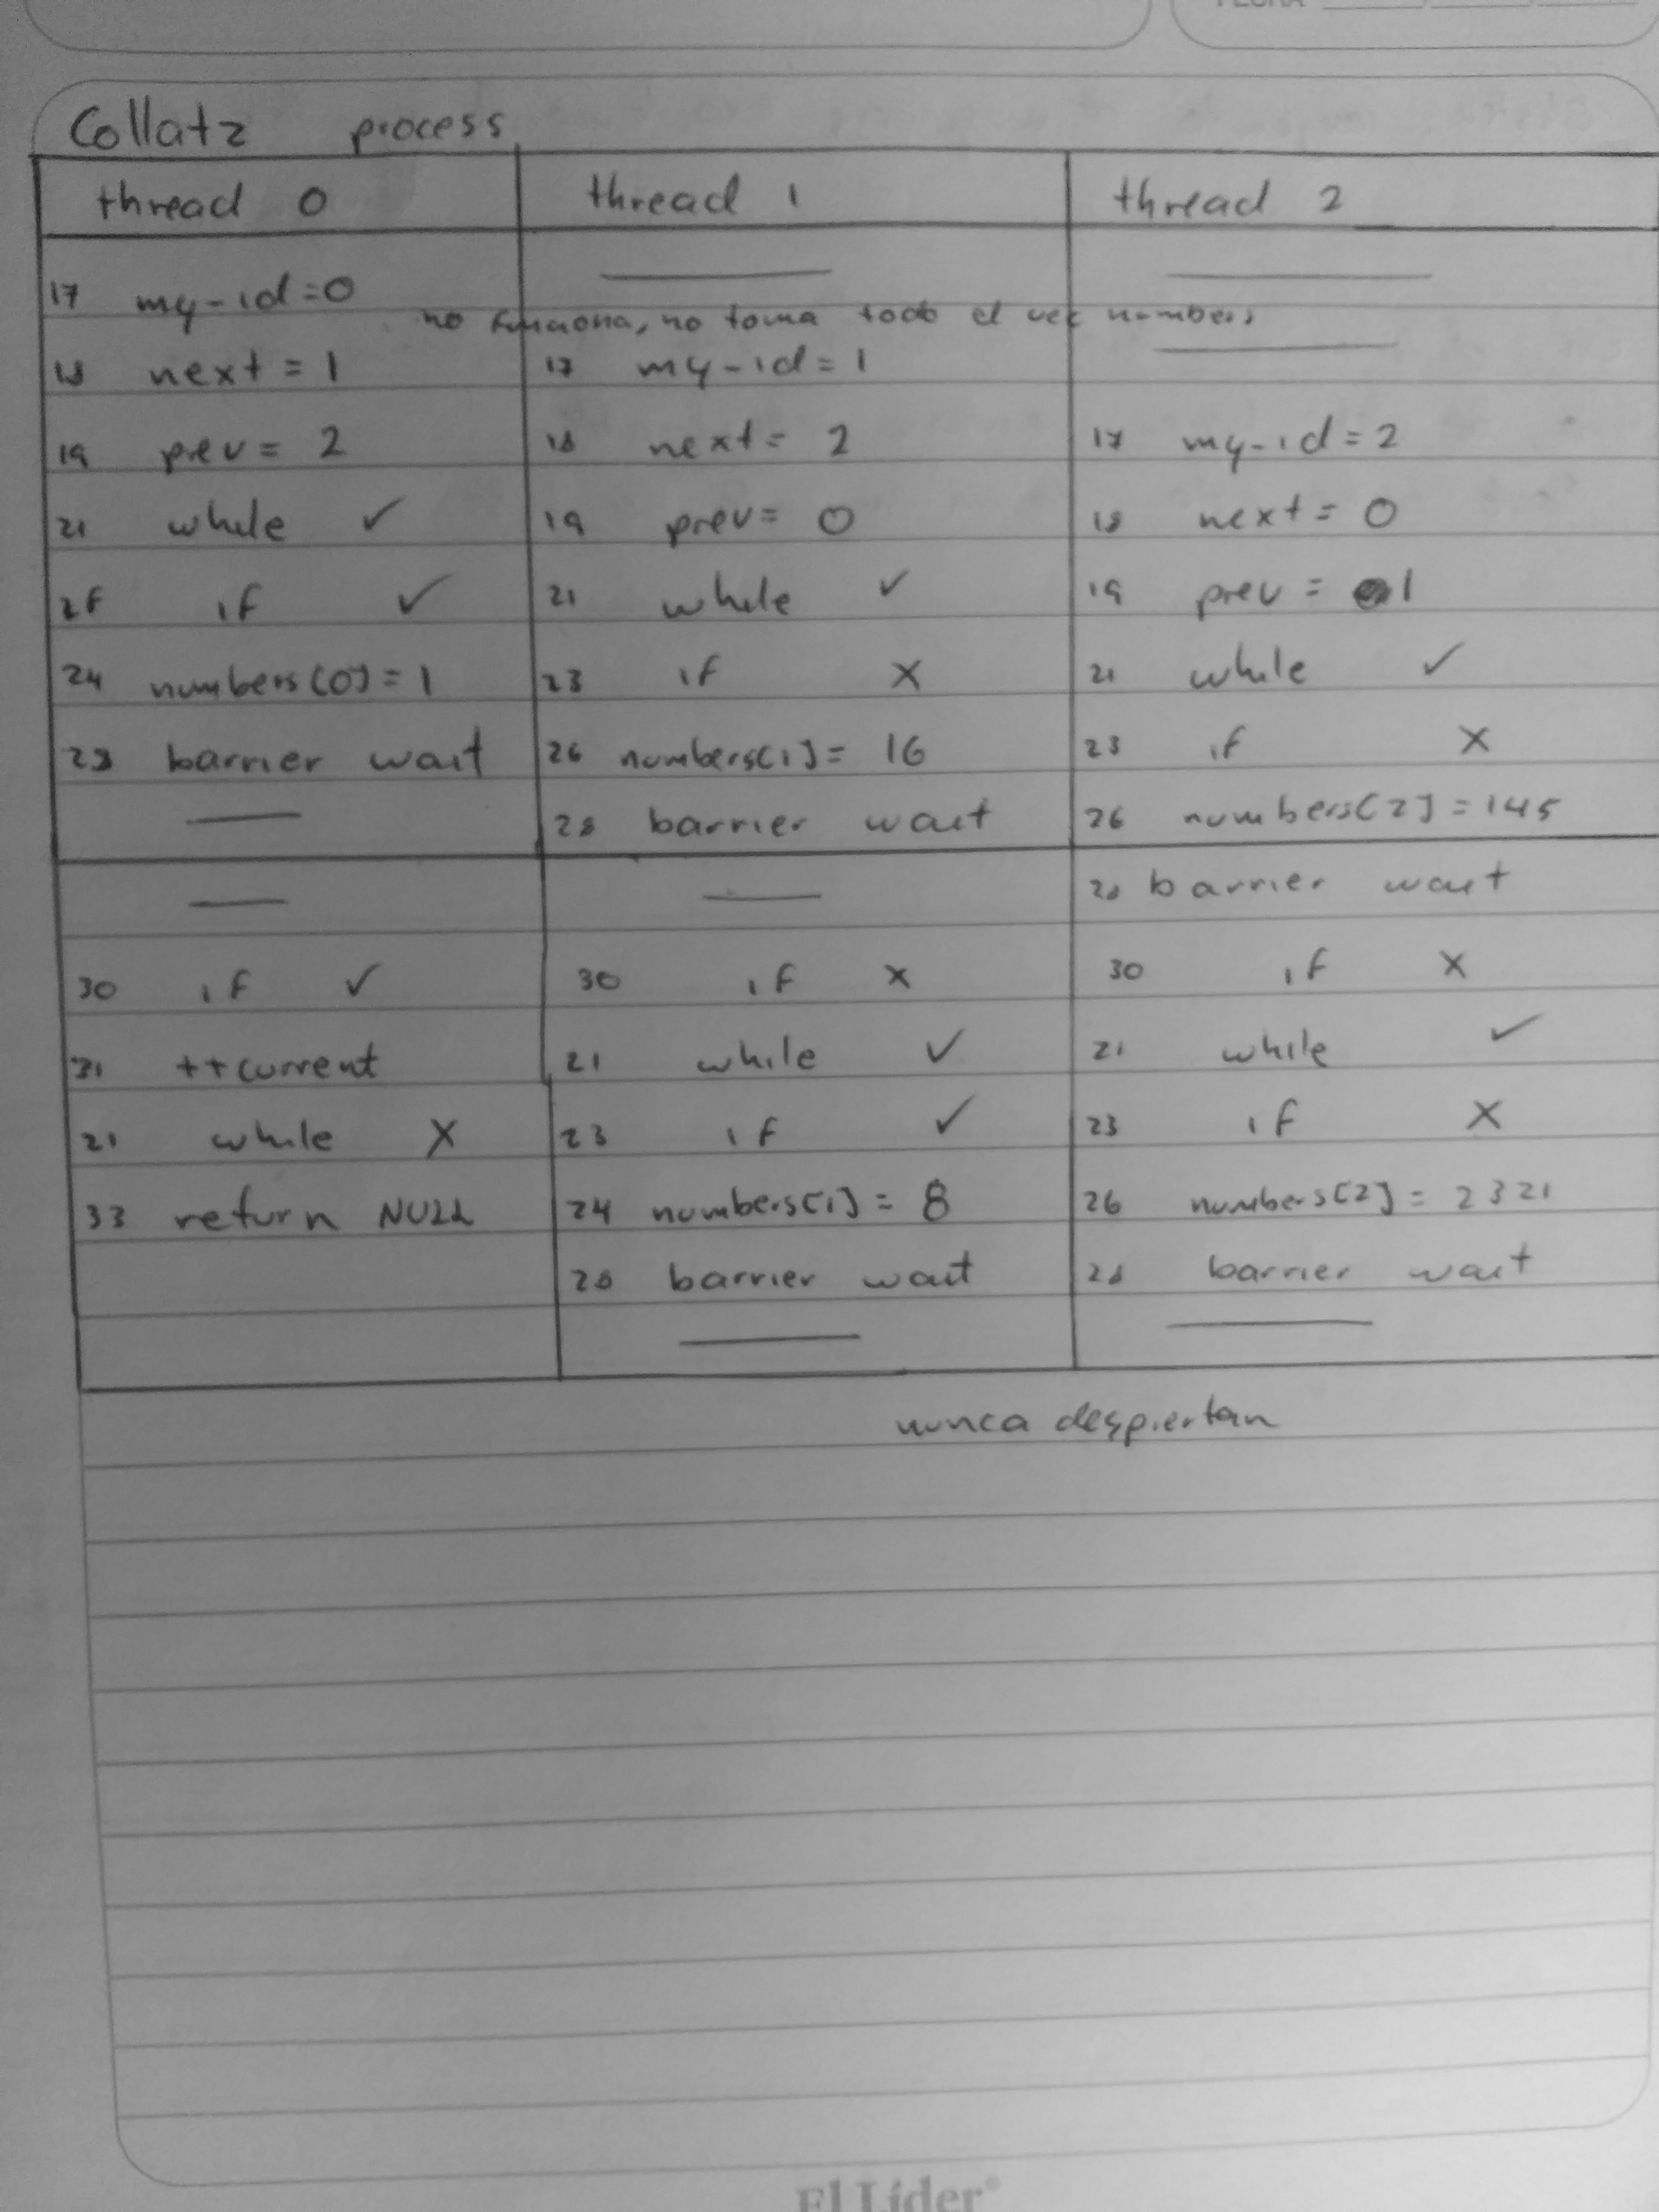 FECHA
Collatz process
thread 0 thread 1 thread 2
17 my-id=0
no funciona, no toma todo el vec numbers
18 next = 1 17 my-id = 1
19 prev = 2 18 next = 2 17 my-id = 2
21 while ✓ 19 prev = 0 18 next = 0
2f if ✓ 21 while ✓ 19 prev = 1
24 numbers[0] = 1 23 if X 21 while ✓
28 barrier wait 26 numbers[1] = 16 23 if X
28 barrier wait 26 numbers[2] = 145
28 barrier wait
30 if ✓ 30 if X 30 if X
31 ++current 21 while ✓ 21 while ✓
21 while X 23 if ✓ 23 if X
33 return NULL 24 numbers[1] = 8 26 numbers[2] = 2321
28 barrier wait 28 barrier wait
nunca despiertan
El Líder®